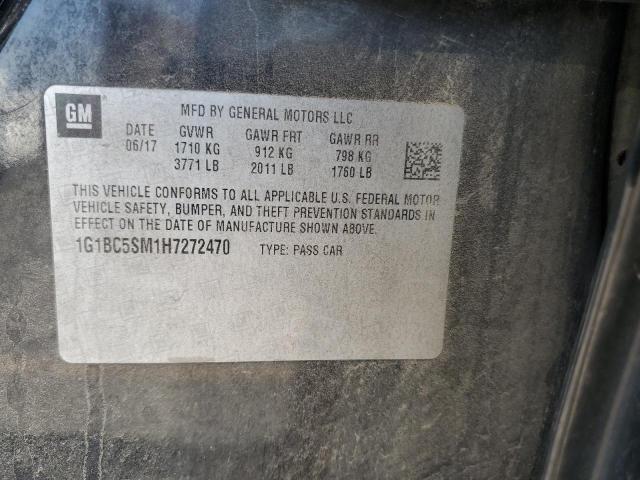 GM
MFD BY GENERAL MOTORS LLC
DATE GVWR GAWR FRT GAWR RR
06/17 1710 KG 912 KG 798 KG
3771 LB 2011 LB 1760 LB
THIS VEHICLE CONFORMS TO ALL APPLICABLE U.S. FEDERAL MOTOR
VEHICLE SAFETY, BUMPER, AND THEFT PREVENTION STANDARDS IN
EFFECT ON THE DATE OF MANUFACTURE SHOWN ABOVE.
1G1BC5SM1H7272470 TYPE: PASS CAR